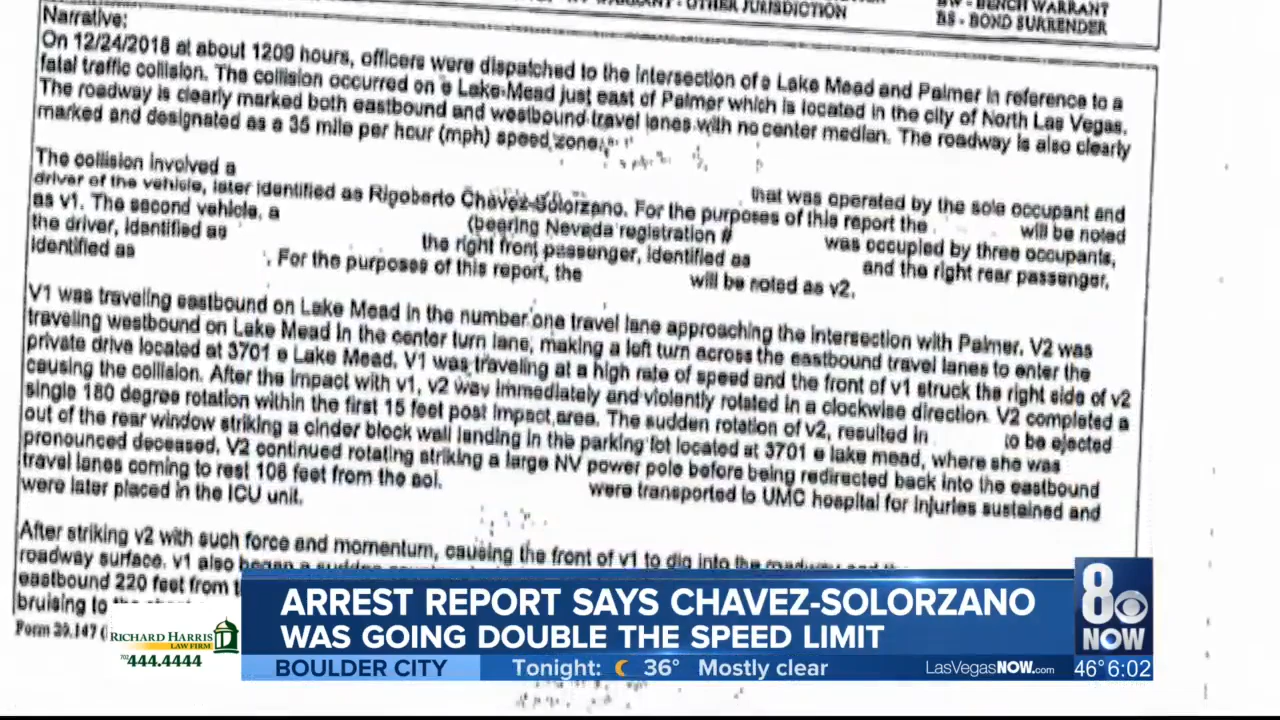 WARRANT - OTHER JURISDICTION
BW - BENCH WARRANT
BS - BOND SURRENDER
Narrative:
On 12/24/2018 at about 1209 hours, officers were dispatched to the intersection of e Lake Mead and Palmer in reference to a
fatal traffic collision. The collision occurred on e Lake Mead just east of Palmer which is located in the city of North Las Vegas.
The roadway is clearly marked both eastbound and westbound travel lanes with no center median. The roadway is also clearly
marked and designated as a 35 mile per hour (mph) speed zone.
The collision involved a that was operated by the sole occupant and
driver of the vehicle, later identified as Rigoberto Chavez-Solorzano. For the purposes of this report the will be noted
as v1. The second vehicle, a (bearing Nevada registration # was occupied by three occupants,
the driver, identified as the right front passenger, identified as and the right rear passenger,
identified as . For the purposes of this report, the will be noted as v2.
V1 was traveling eastbound on Lake Mead in the number one travel lane approaching the intersection with Palmer. V2 was
traveling westbound on Lake Mead in the center turn lane, making a left turn across the eastbound travel lanes to enter the
private drive located at 3701 e Lake Mead. V1 was traveling at a high rate of speed and the front of v1 struck the right side of v2
causing the collision. After the impact with v1, v2 way immediately and violently rotated in a clockwise direction. V2 completed a
single 180 degree rotation within the first 15 feet post impact area. The sudden rotation of v2, resulted in to be ejected
out of the rear window striking a cinder block wall landing in the parking lot located at 3701 e lake mead, where she was
pronounced deceased. V2 continued rotating striking a large NV power pole before being redirected back into the eastbound
travel lanes coming to rest 108 feet from the aoi. were transported to UMC hospital for injuries sustained and
were later placed in the ICU unit.
After striking v2 with such force and momentum, causing the front of v1 to dig into the roadway and
roadway surface, v1 also began a sudden
eastbound 220 feet from
bruising to
Form 29.147
ARREST REPORT SAYS CHAVEZ-SOLORZANO
WAS GOING DOUBLE THE SPEED LIMIT
BOULDER CITY Tonight: 36° Mostly clear LasVegasNOW.com 46° 6:02
8
NOW
RICHARD HARRIS
LAW FIRM
702 444.4444